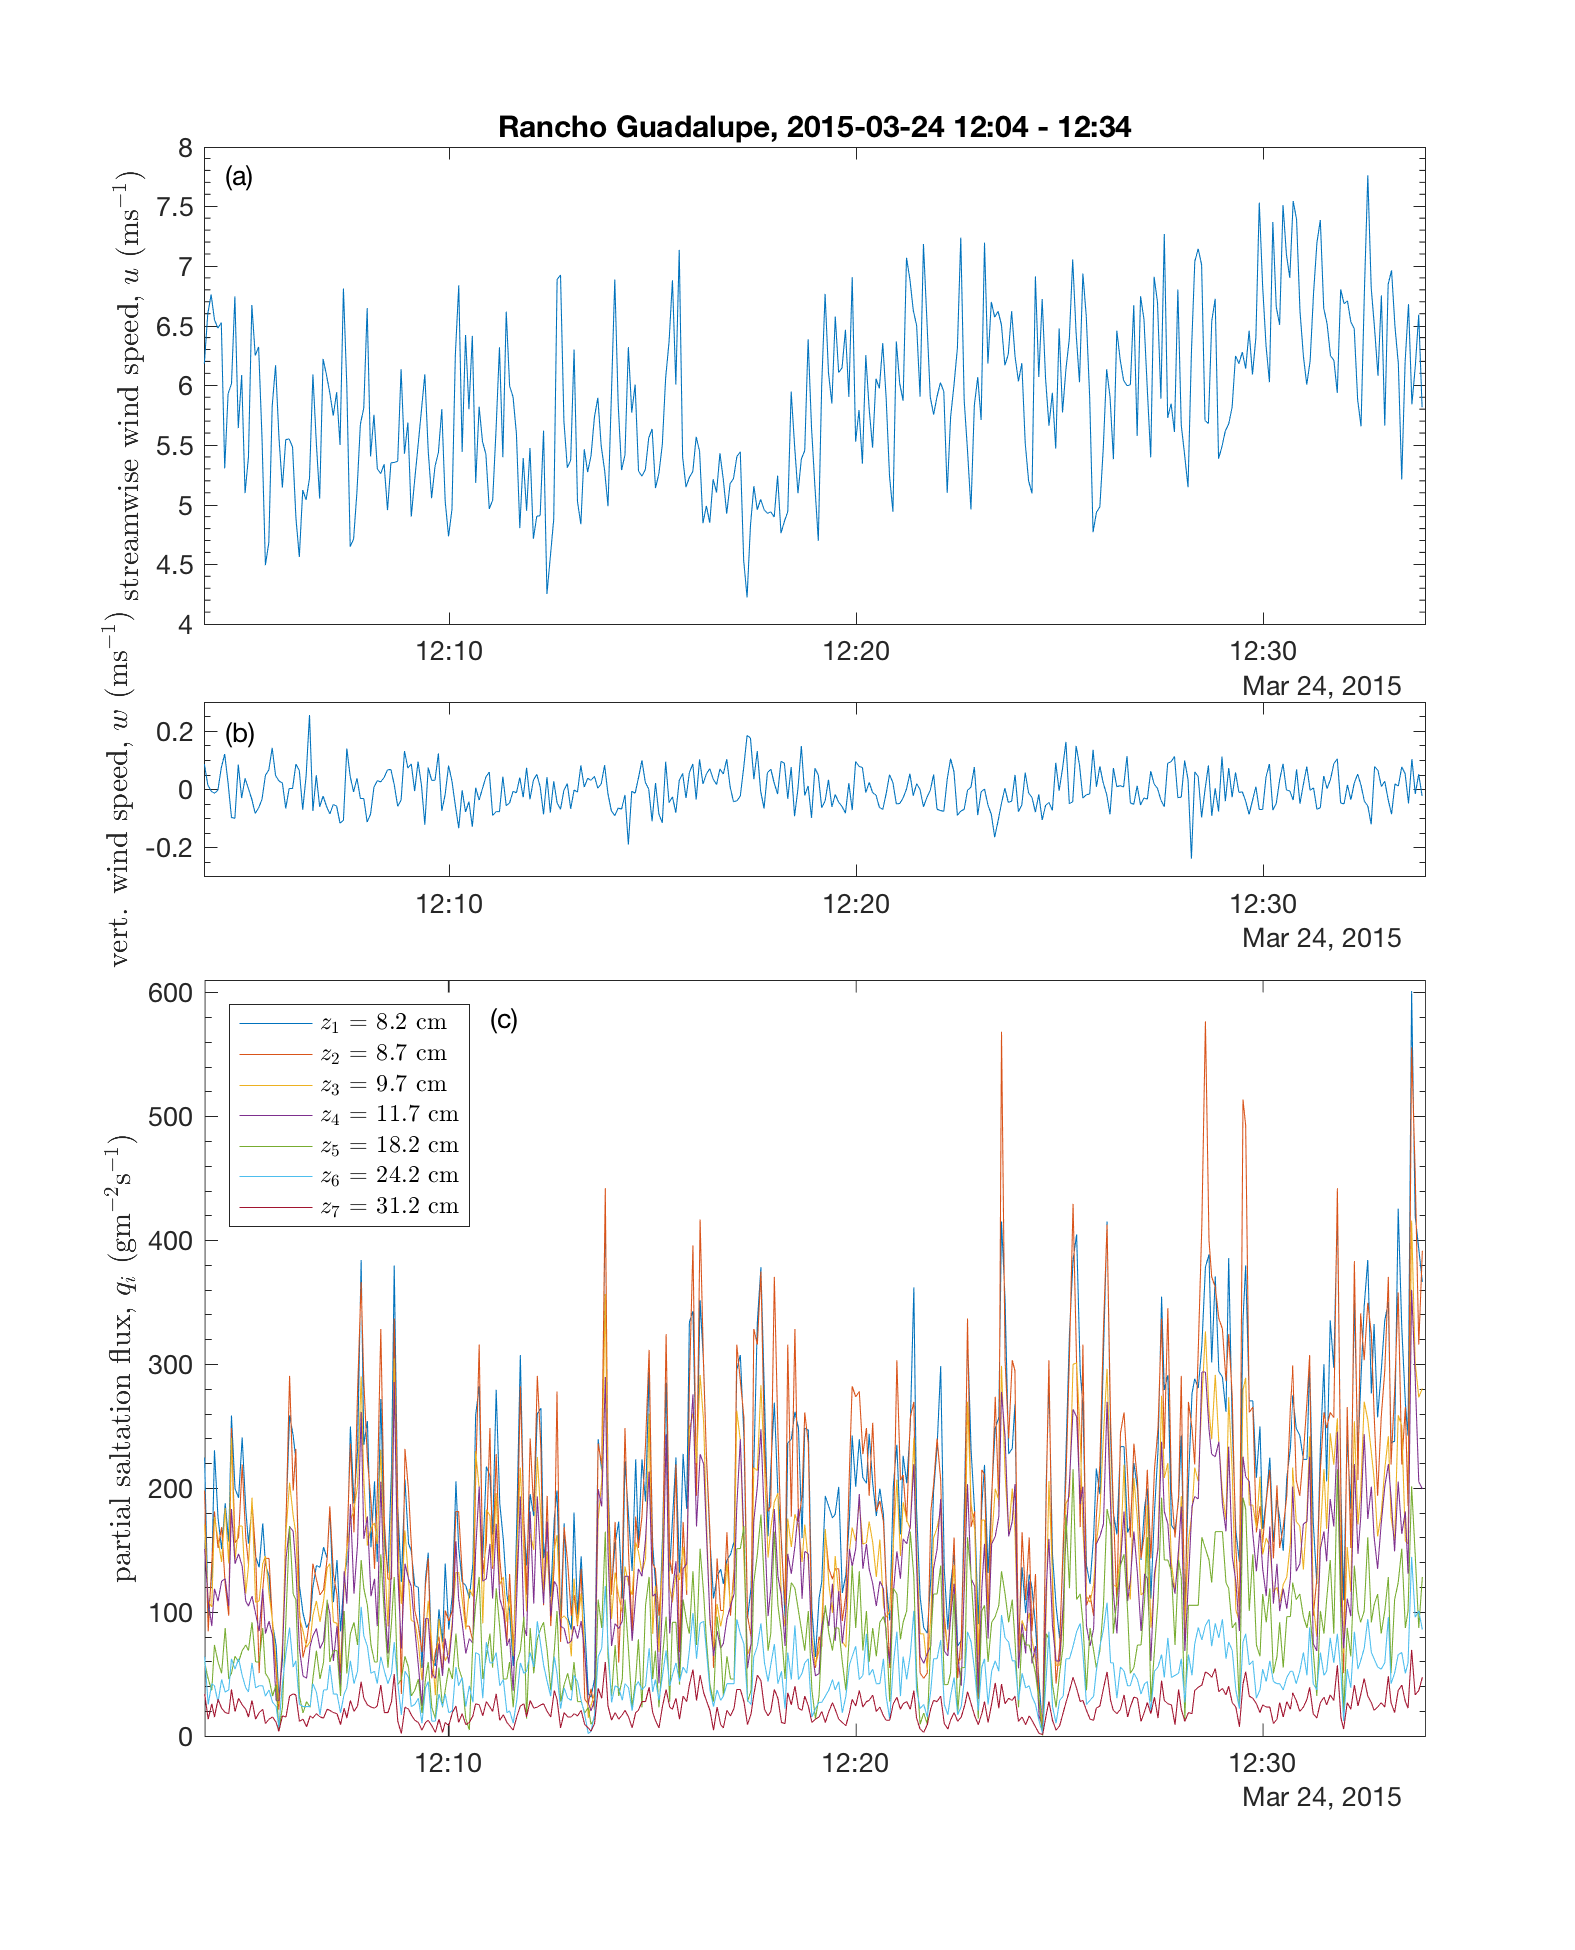 Rancho Guadalupe, 2015-03-24 12:04 - 12:34
(a)
streamwise wind speed, u (ms⁻¹)
8
7.5
7
6.5
6
5.5
5
4.5
4
12:10 12:20 12:30
Mar 24, 2015
(b)
vert. wind speed, w (ms⁻¹)
0.2
0
-0.2
12:10 12:20 12:30
Mar 24, 2015
(c)
partial saltation flux, qᵢ (gm⁻²s⁻¹)
600
500
400
300
200
100
0
z₁ = 8.2 cm
z₂ = 8.7 cm
z₃ = 9.7 cm
z₄ = 11.7 cm
z₅ = 18.2 cm
z₆ = 24.2 cm
z₇ = 31.2 cm
12:10 12:20 12:30
Mar 24, 2015